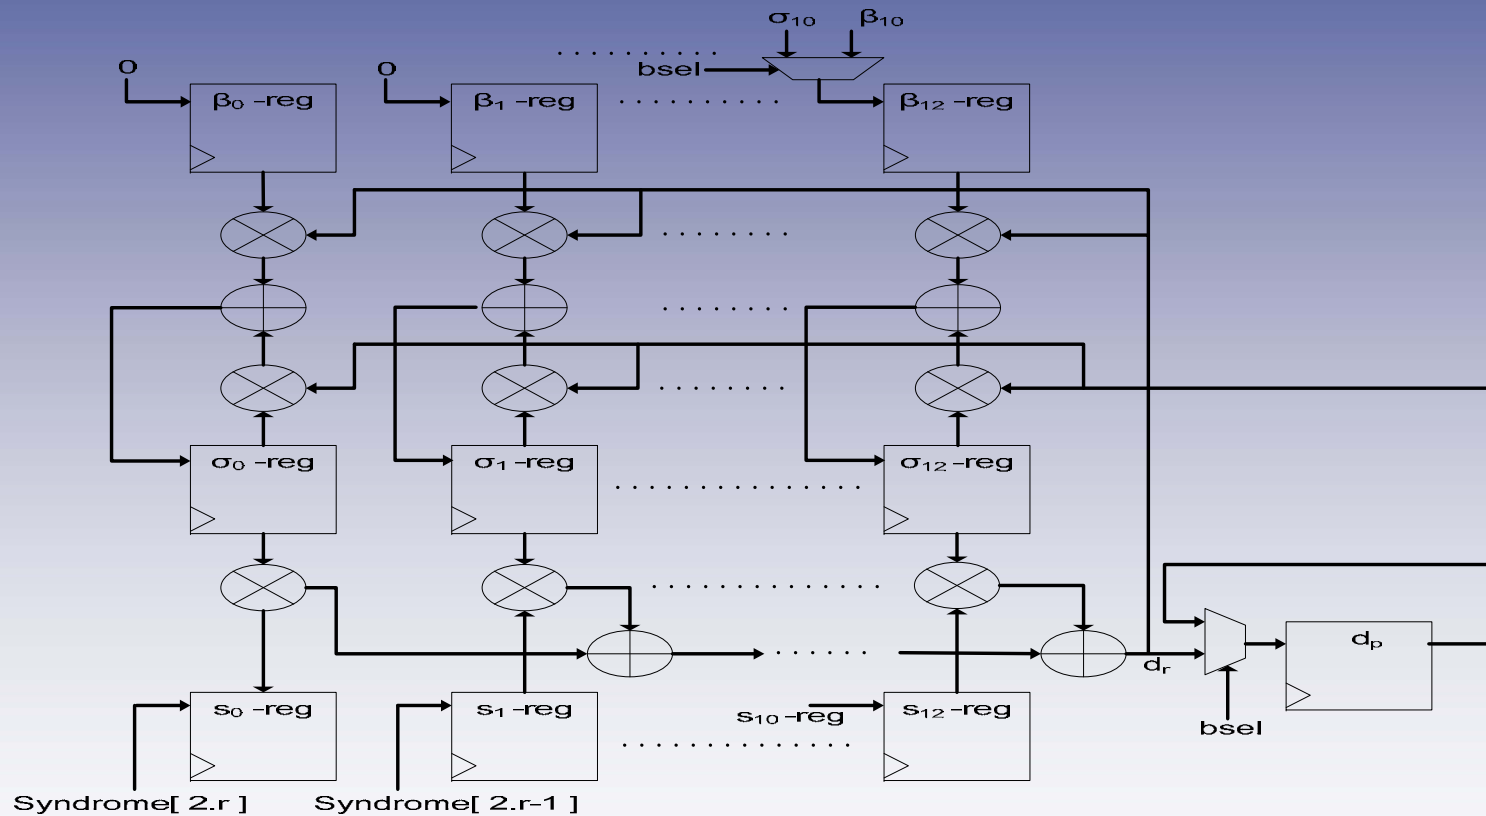 σ₁₀ β₁₀
0 0 bsel
β₀ -reg β₁ -reg β₁₂ -reg
σ₀ -reg σ₁ -reg σ₁₂ -reg
dᵣ dₚ
s₀ -reg s₁ -reg s₁₀ -reg s₁₂ -reg
bsel
Syndrome[ 2.r ] Syndrome[ 2.r-1 ]